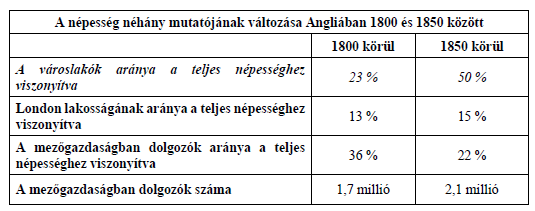 A népesség néhány mutatójának változása Angliában 1800 és 1850 között
1800 körül 1850 körül
A városlakók aránya a teljes népességhez
viszonyítva
23 % 50 %
London lakosságának aránya a teljes népességhez
viszonyítva
13 % 15 %
A mezőgazdaságban dolgozók aránya a teljes
népességhez viszonyítva
36 % 22 %
A mezőgazdaságban dolgozók száma 1,7 millió 2,1 millió